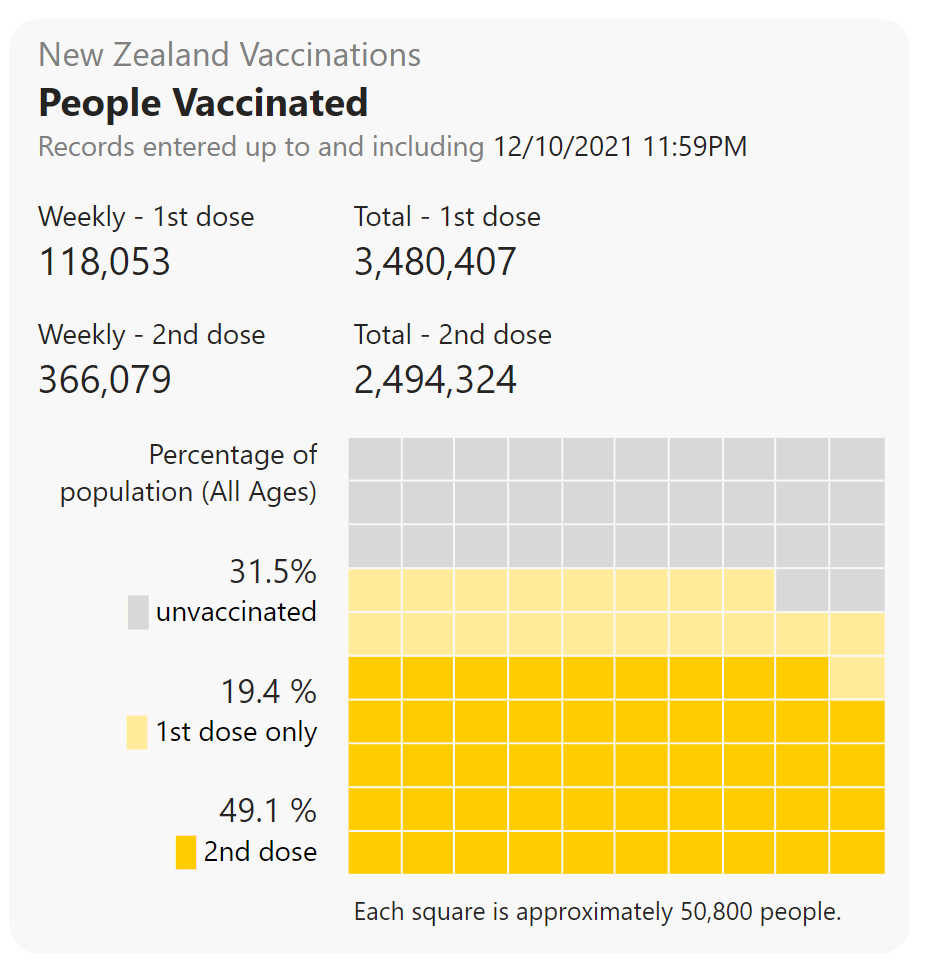 New Zealand Vaccinations
People Vaccinated
Records entered up to and including 12/10/2021 11:59PM
Weekly - 1st dose
118,053
Total - 1st dose
3,480,407
Weekly - 2nd dose
366,079
Total - 2nd dose
2,494,324
Percentage of
population (All Ages)
31.5%
unvaccinated
19.4 %
1st dose only
49.1 %
2nd dose
Each square is approximately 50,800 people.